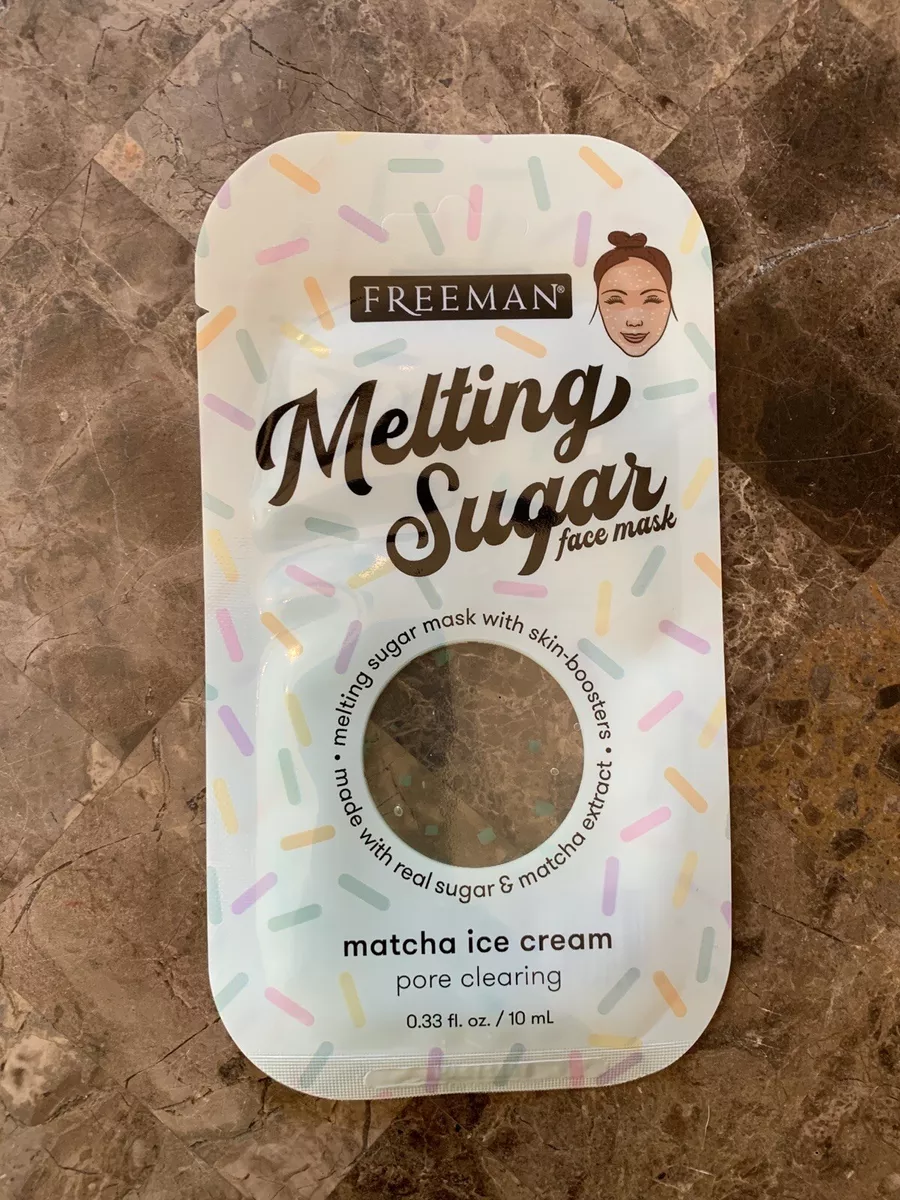 FREEMAN®
Melting
Sugar
face mask
melting sugar mask with skin-boosters •
made with real sugar & matcha extract •
matcha ice cream
pore clearing
0.33 fl. oz. / 10 mL